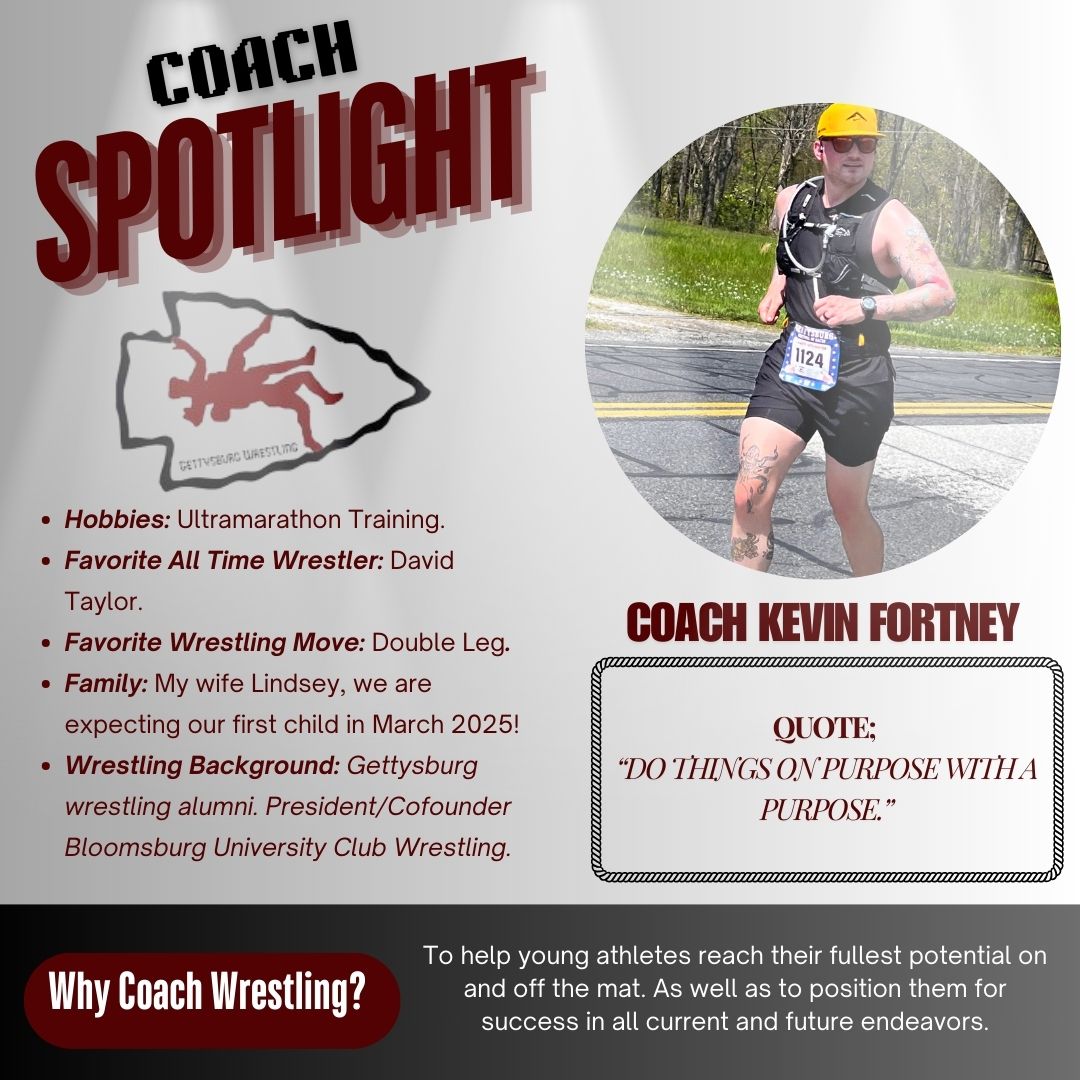 COACH
SPOTLIGHT
GETTYSBURG WRESTLING
• Hobbies: Ultramarathon Training.
• Favorite All Time Wrestler: David
Taylor.
• Favorite Wrestling Move: Double Leg.
• Family: My wife Lindsey, we are
expecting our first child in March 2025!
• Wrestling Background: Gettysburg
wrestling alumni. President/Cofounder
Bloomsburg University Club Wrestling.
1124
COACH KEVIN FORTNEY
QUOTE;
“DO THINGS ON PURPOSE WITH A
PURPOSE.”
Why Coach Wrestling?
To help young athletes reach their fullest potential on
and off the mat. As well as to position them for
success in all current and future endeavors.